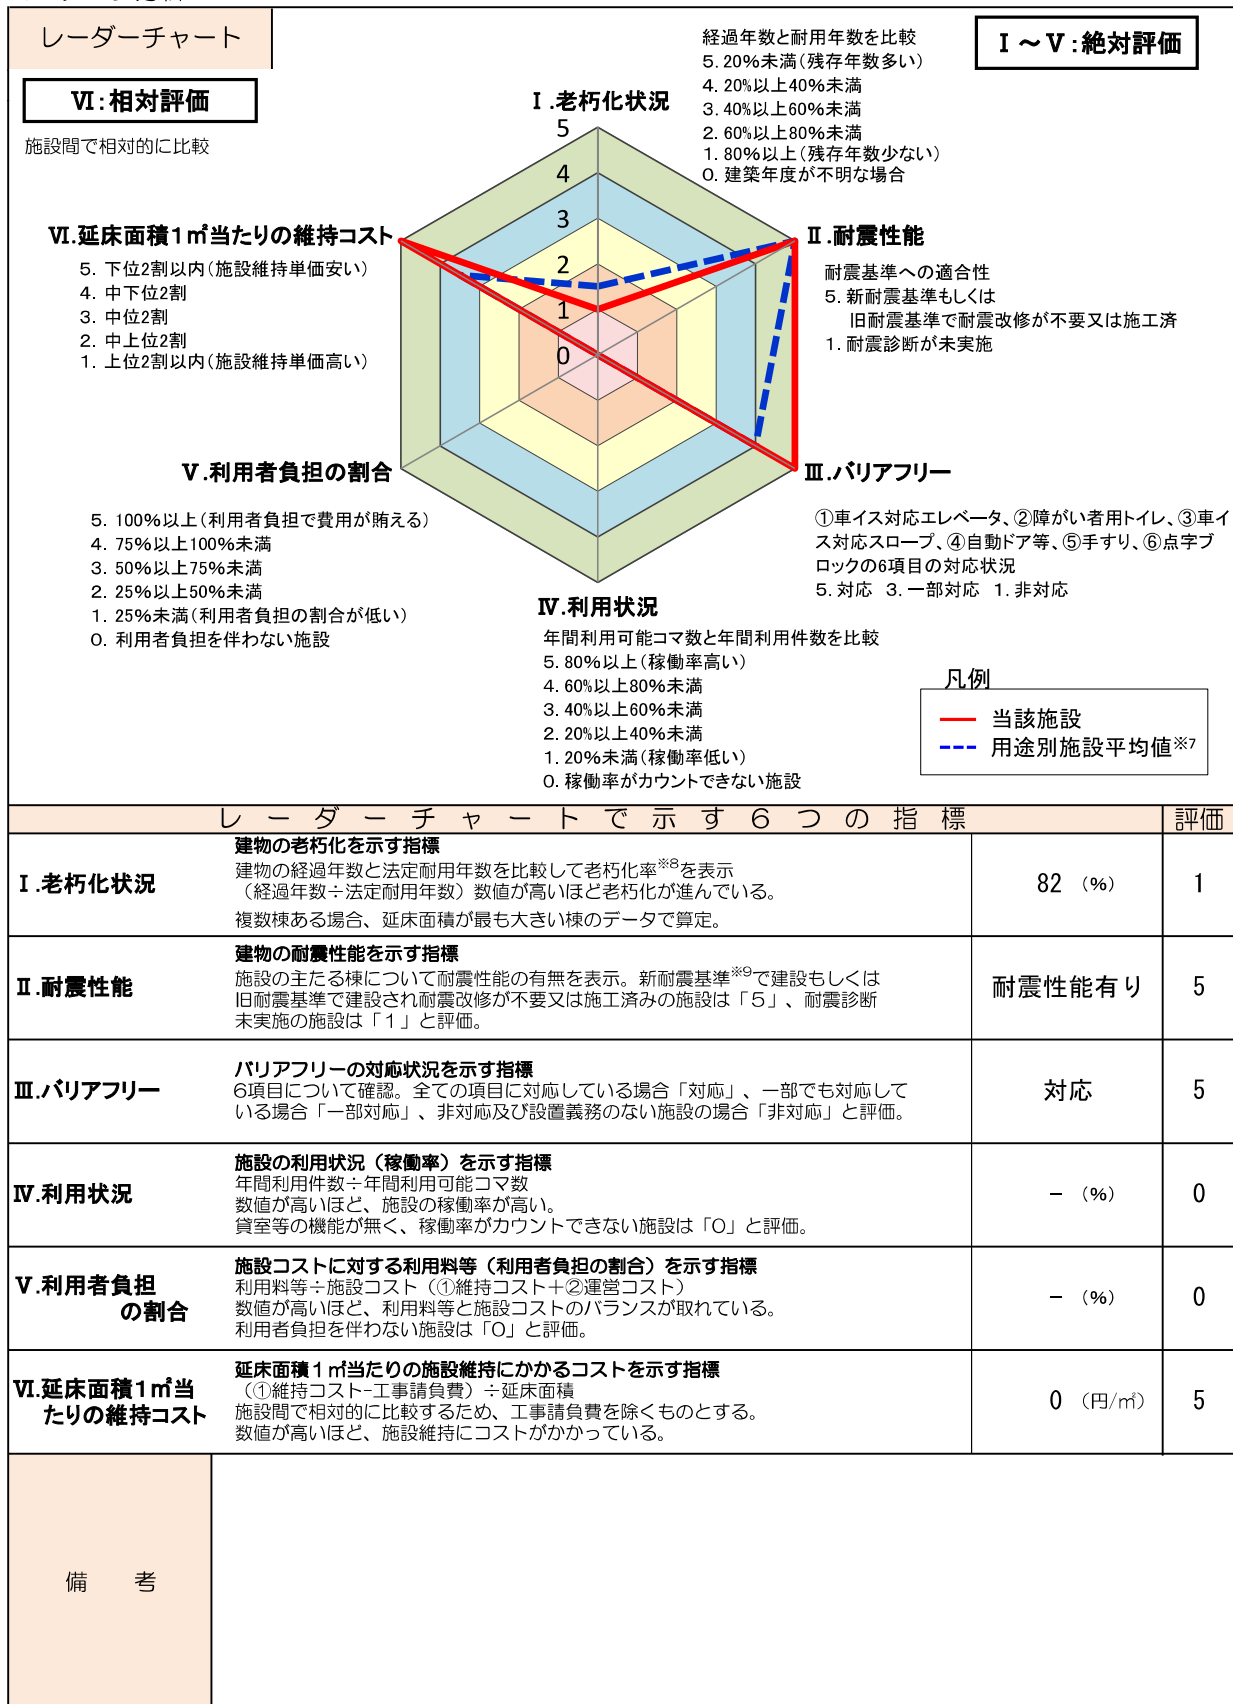 レーダーチャート
Ⅰ～Ⅴ:絶対評価
Ⅵ:相対評価
施設間で相対的に比較
経過年数と耐用年数を比較
5. 20%未満(残存年数多い)
4. 20%以上40%未満
3. 40%以上60%未満
2. 60%以上80%未満
1. 80%以上(残存年数少ない)
0. 建築年度が不明な場合
Ⅰ.老朽化状況
5
4
3
2
1
0
Ⅵ.延床面積1㎡当たりの維持コスト
5. 下位2割以内(施設維持単価安い)
4. 中下位2割
3. 中位2割
2. 中上位2割
1. 上位2割以内(施設維持単価高い)
Ⅱ.耐震性能
耐震基準への適合性
5. 新耐震基準もしくは
旧耐震基準で耐震改修が不要又は施工済
1. 耐震診断が未実施
Ⅴ.利用者負担の割合
5. 100%以上(利用者負担で費用が賄える)
4. 75%以上100%未満
3. 50%以上75%未満
2. 25%以上50%未満
1. 25%未満(利用者負担の割合が低い)
0. 利用者負担を伴わない施設
Ⅲ.バリアフリー
①車イス対応エレベータ、②障がい者用トイレ、③車イ
ス対応スロープ、④自動ドア等、⑤手すり、⑥点字ブ
ロックの6項目の対応状況
5. 対応 3. 一部対応 1. 非対応
Ⅳ.利用状況
年間利用可能コマ数と年間利用件数を比較
5. 80%以上(稼働率高い)
4. 60%以上80%未満
3. 40%以上60%未満
2. 20%以上40%未満
1. 20%未満(稼働率低い)
0. 稼働率がカウントできない施設
凡例
当該施設
用途別施設平均値※7
レーダーチャートで示す6つの指標 評価
Ⅰ.老朽化状況
建物の老朽化を示す指標
建物の経過年数と法定耐用年数を比較して老朽化率※8を表示
（経過年数÷法定耐用年数）数値が高いほど老朽化が進んでいる。
複数棟ある場合、延床面積が最も大きい棟のデータで算定。
82 (%) 1
Ⅱ.耐震性能
建物の耐震性能を示す指標
施設の主たる棟について耐震性能の有無を表示。新耐震基準※9で建設もしくは
旧耐震基準で建設され耐震改修が不要又は施工済みの施設は「5」、耐震診断
未実施の施設は「1」と評価。
耐震性能有り 5
Ⅲ.バリアフリー
バリアフリーの対応状況を示す指標
6項目について確認。全ての項目に対応している場合「対応」、一部でも対応して
いる場合「一部対応」、非対応及び設置義務のない施設の場合「非対応」と評価。
対応 5
Ⅳ.利用状況
施設の利用状況（稼働率）を示す指標
年間利用件数÷年間利用可能コマ数
数値が高いほど、施設の稼働率が高い。
貸室等の機能が無く、稼働率がカウントできない施設は「0」と評価。
− (%) 0
Ⅴ.利用者負担
の割合
施設コストに対する利用料等（利用者負担の割合）を示す指標
利用料等÷施設コスト（①維持コスト＋②運営コスト）
数値が高いほど、利用料等と施設コストのバランスが取れている。
利用者負担を伴わない施設は「0」と評価。
− (%) 0
Ⅵ.延床面積1㎡当
たりの維持コスト
延床面積1㎡当たりの施設維持にかかるコストを示す指標
（①維持コスト-工事請負費）÷延床面積
施設間で相対的に比較するため、工事請負費を除くものとする。
数値が高いほど、施設維持にコストがかかっている。
0 (円/㎡) 5
備 考